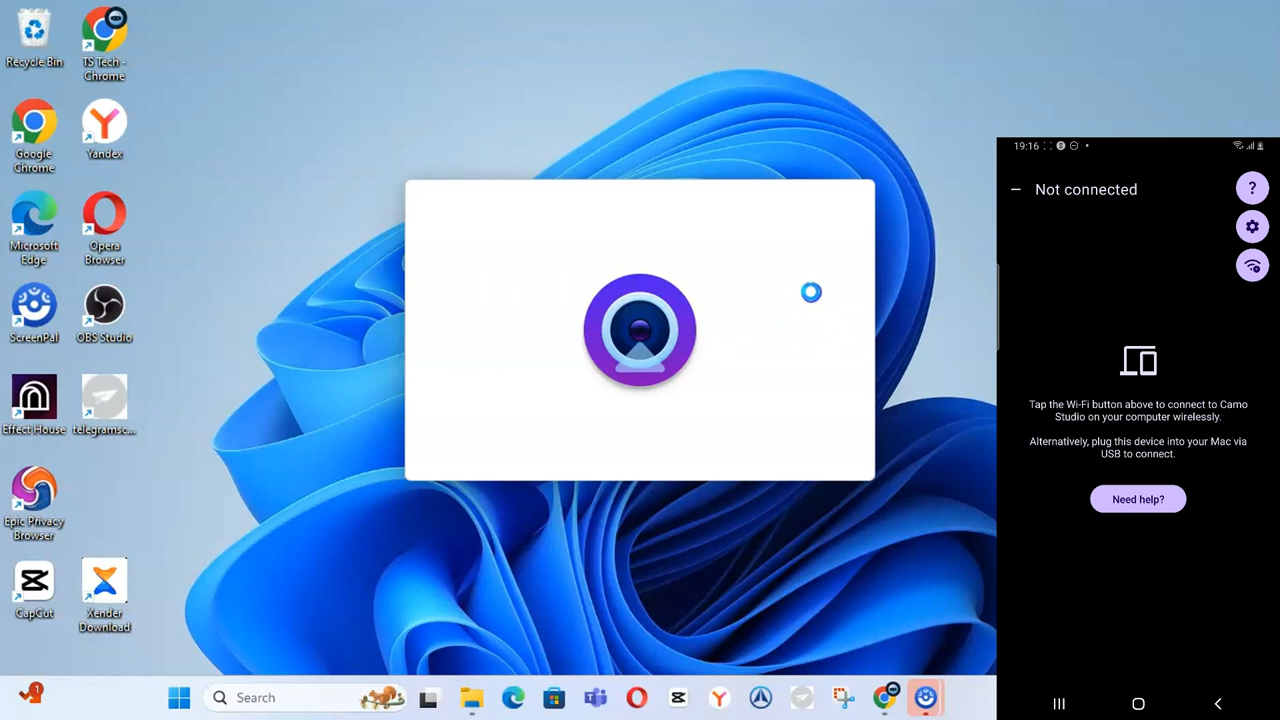 Recycle Bin
TS Tech -
Chrome
Google
Chrome
Yandex
Microsoft
Edge
Opera
Browser
ScreenPal
OBS Studio
Effect House
telegramsc...
Epic Privacy
Browser
CapCut
Xender
Download
1
Search
19:16
Not connected
?
Tap the Wi-Fi button above to connect to Camo
Studio on your computer wirelessly.
Alternatively, plug this device into your Mac via
USB to connect.
Need help?